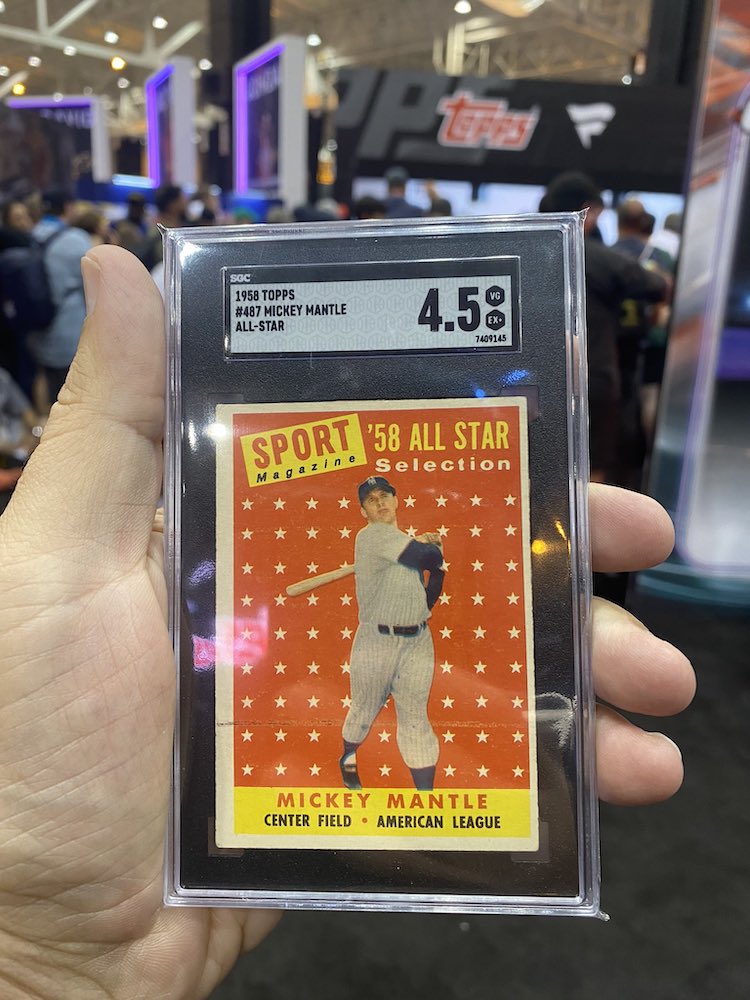 Topps
SGC
1958 TOPPS
#487 MICKEY MANTLE
ALL-STAR
4.5
VG
EX+
7409145
SPORT
Magazine
'58 ALL STAR
Selection
MICKEY MANTLE
CENTER FIELD • AMERICAN LEAGUE